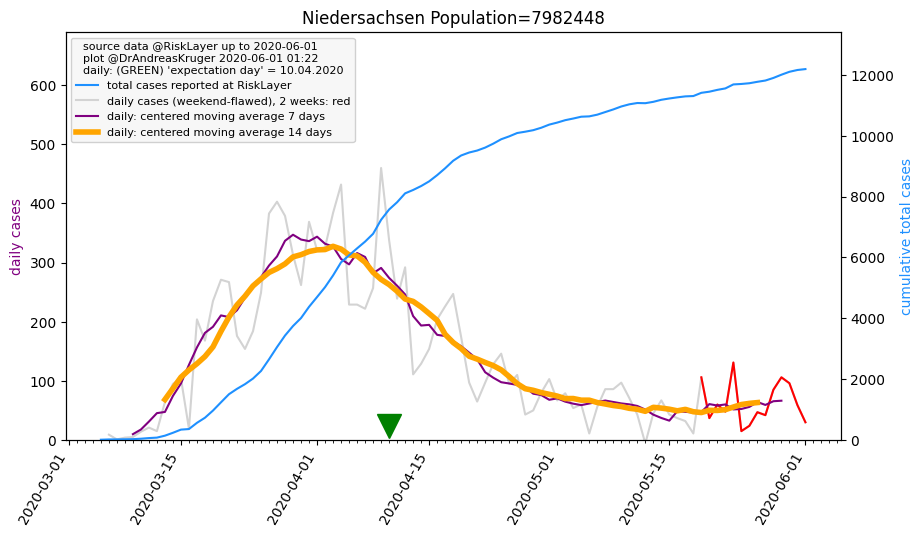 Niedersachsen Population=7982448
source data @RiskLayer up to 2020-06-01
plot @DrAndreasKruger 2020-06-01 01:22
daily: (GREEN) 'expectation day' = 10.04.2020
total cases reported at RiskLayer
daily cases (weekend-flawed), 2 weeks: red
daily: centered moving average 7 days
daily: centered moving average 14 days
daily cases
600
500
400
300
200
100
0
cumulative total cases
12000
10000
8000
6000
4000
2000
0
2020-03-01
2020-03-15
2020-04-01
2020-04-15
2020-05-01
2020-05-15
2020-06-01